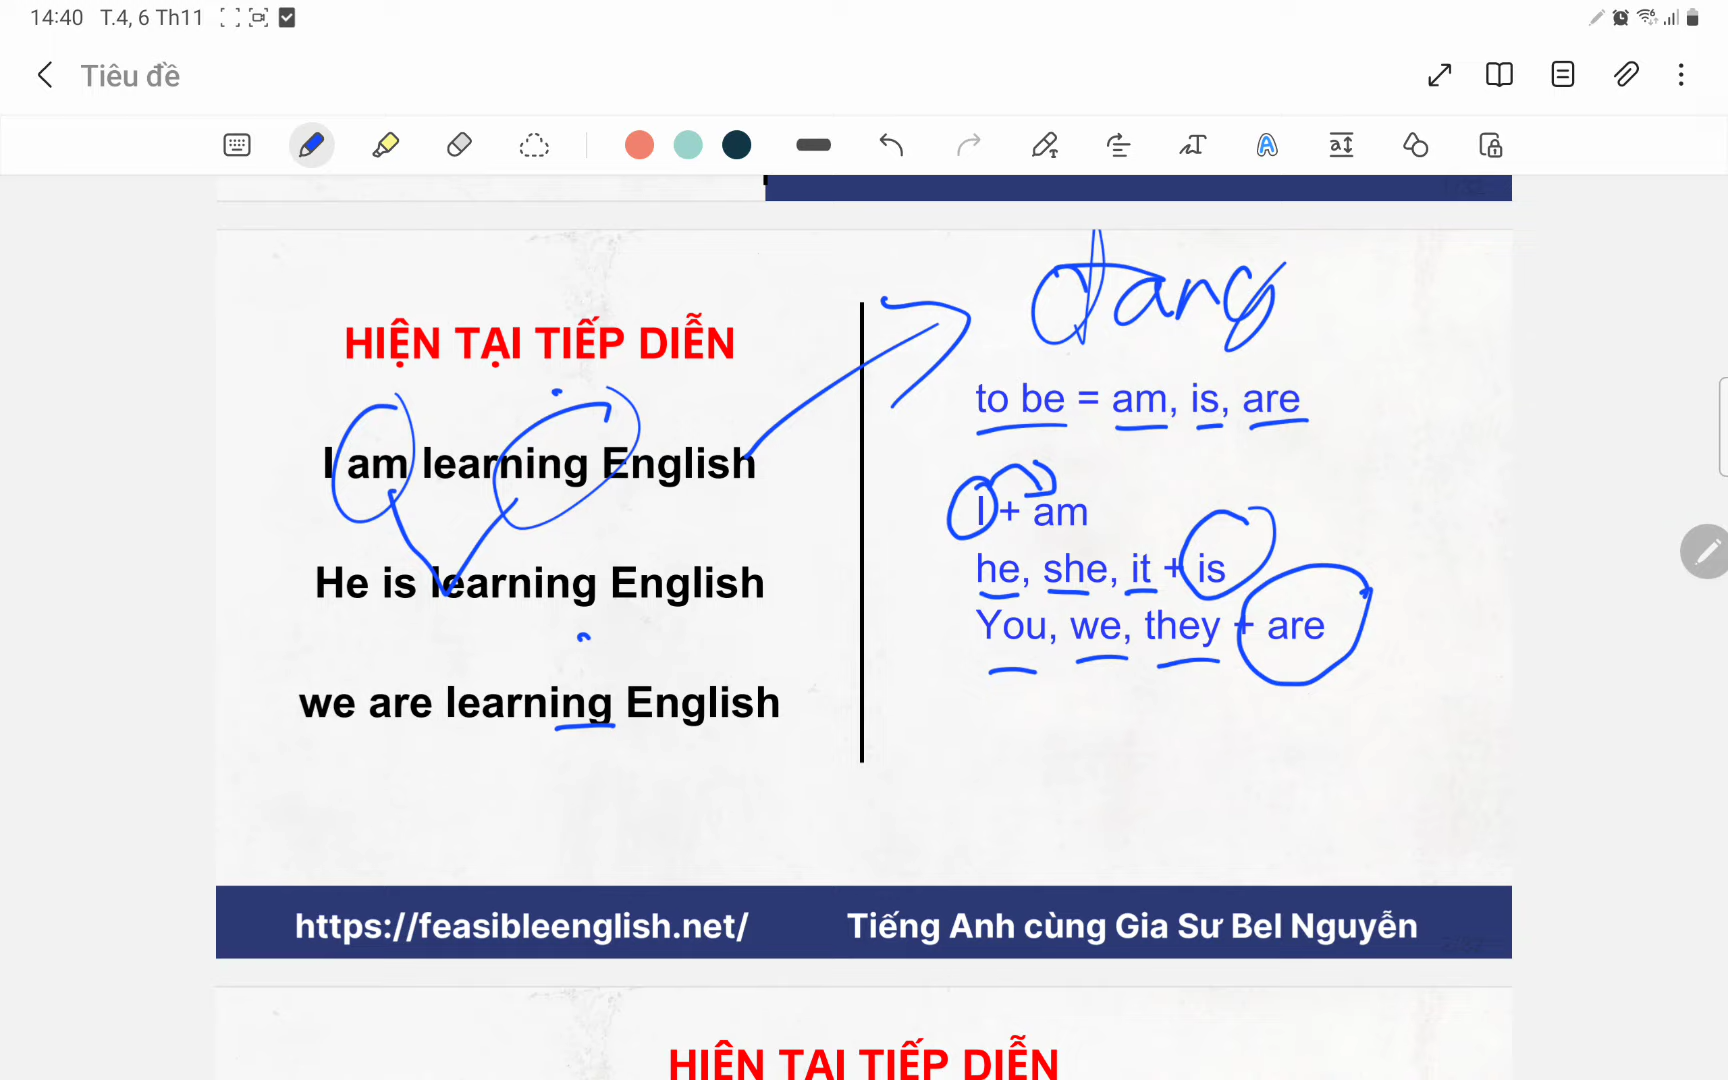 14:40 T.4, 6 Th11
Tiêu đề
HIỆN TẠI TIẾP DIỄN
I am learning English
He is learning English
we are learning English
đang
to be = am, is, are
I + am
he, she, it + is
You, we, they + are
https://feasibleenglish.net/
Tiếng Anh cùng Gia Sư Bel Nguyễn
HIỆN TẠI TIẾP DIỄN